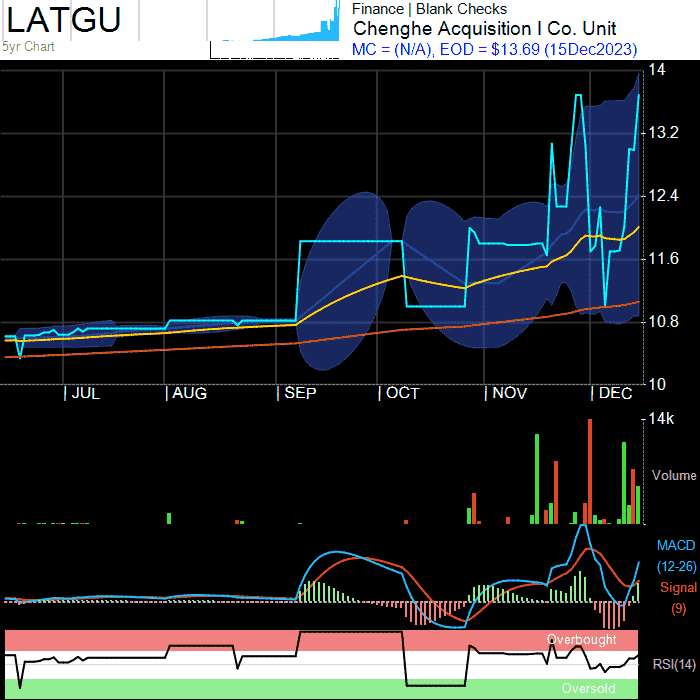 LATGU
5yr Chart
Finance | Blank Checks
Chenghe Acquisition I Co. Unit
MC = (N/A), EOD = $13.69 (15Dec2023)
14
13.2
12.4
11.6
10.8
10
| JUL | AUG | SEP | OCT | NOV | DEC
14k
Volume
MACD
(12-26)
Signal
(9)
Overbought
RSI(14)
Oversold